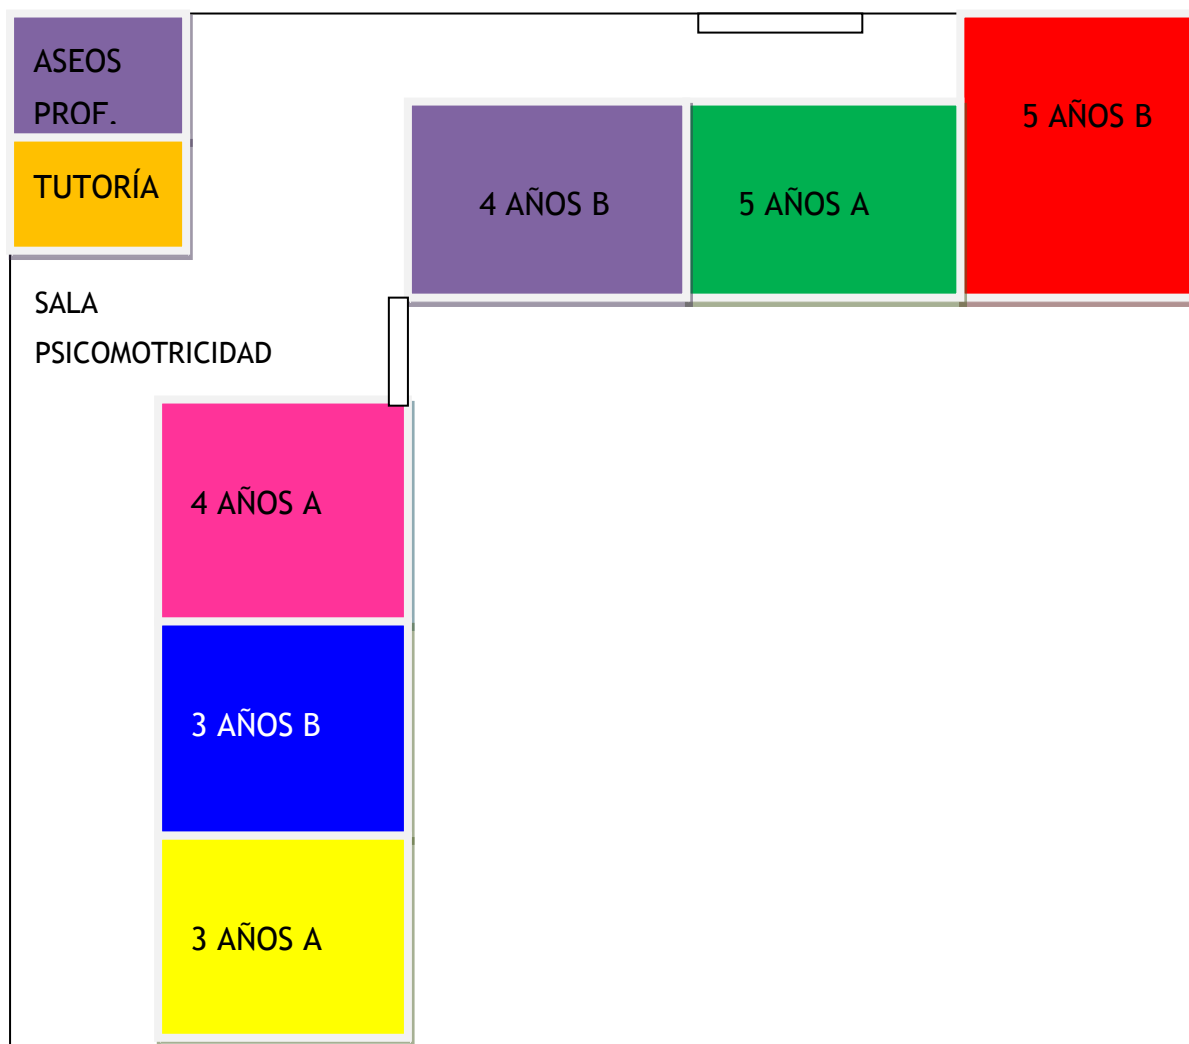 ASEOS
PROF.
TUTORÍA
5 AÑOS B
4 AÑOS B
5 AÑOS A
SALA
PSICOMOTRICIDAD
4 AÑOS A
3 AÑOS B
3 AÑOS A